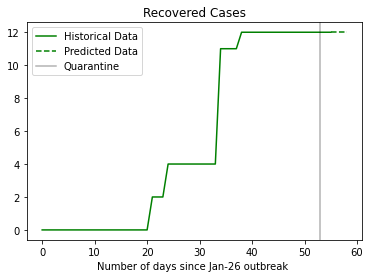 Recovered Cases
12
10
8
6
4
2
0
Historical Data
Predicted Data
Quarantine
0 10 20 30 40 50 60
Number of days since Jan-26 outbreak